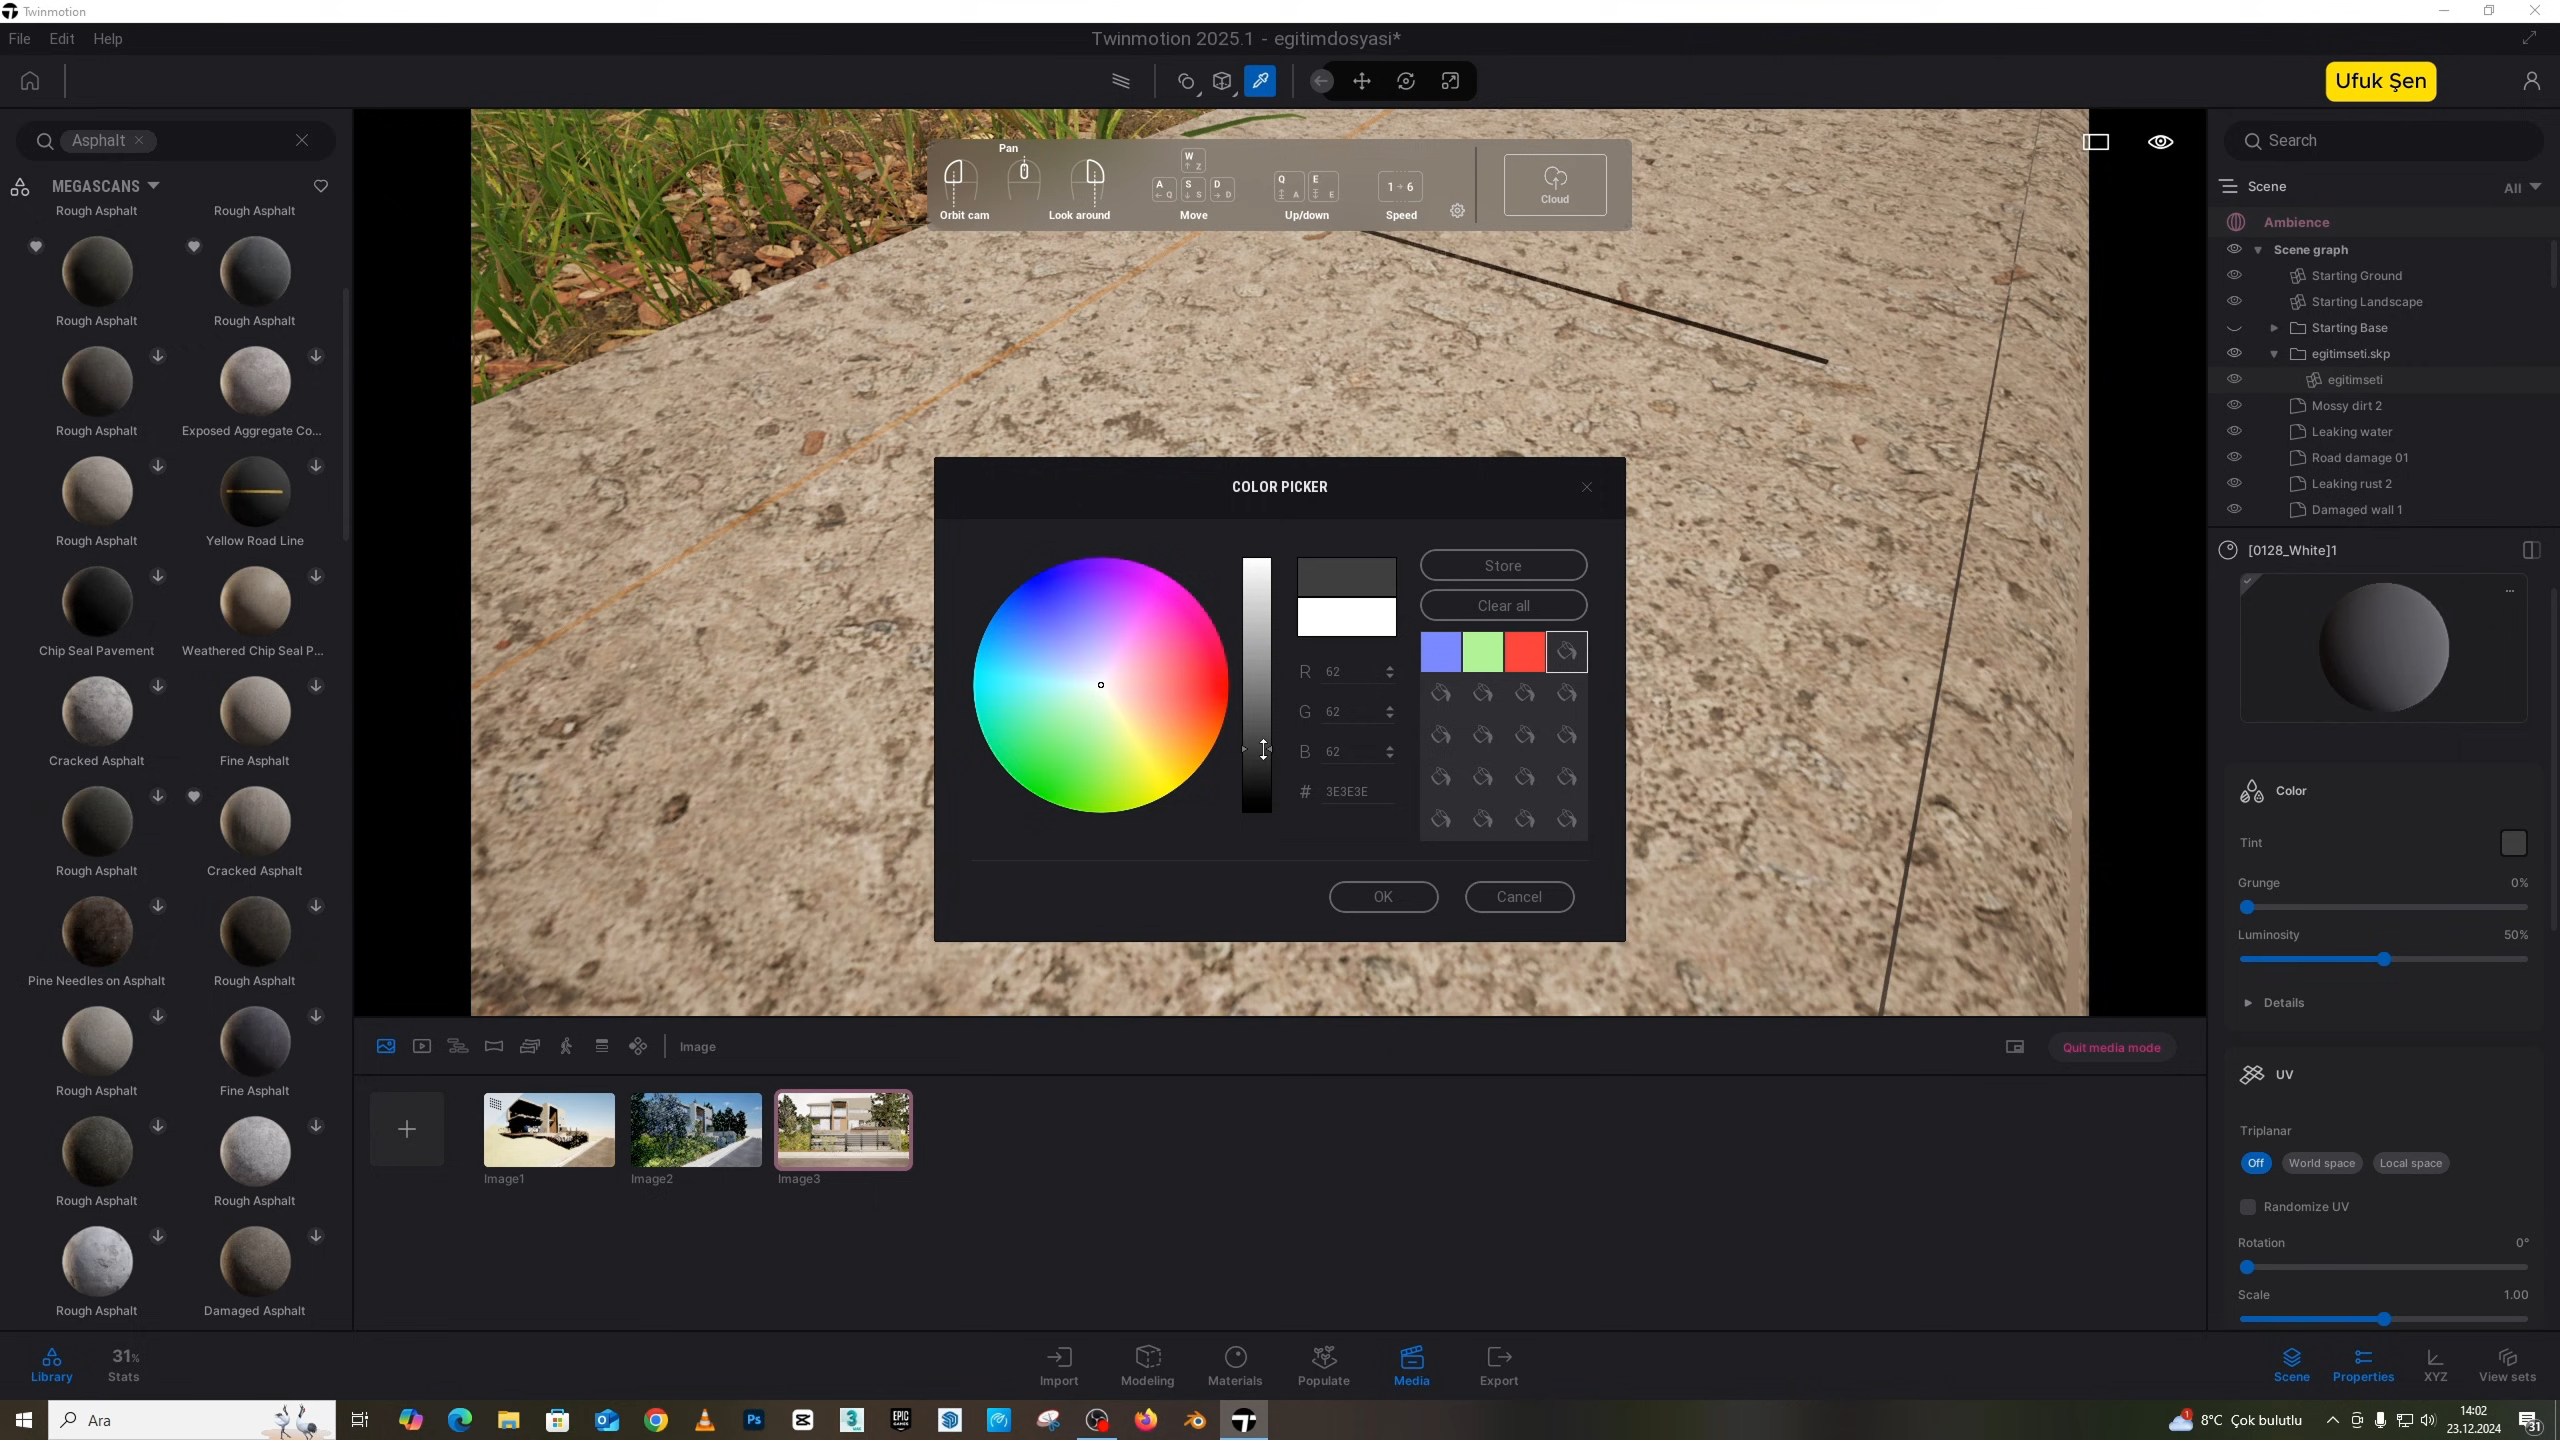 Twinmotion
File Edit Help
Twinmotion 2025.1 - egitimdosyasi*
Ufuk Şen
Asphalt
MEGASCANS
Rough Asphalt Rough Asphalt
Rough Asphalt Rough Asphalt
Rough Asphalt Exposed Aggregate Co...
Rough Asphalt Yellow Road Line
Chip Seal Pavement Weathered Chip Seal P...
Cracked Asphalt Fine Asphalt
Rough Asphalt Cracked Asphalt
Pine Needles on Asphalt Rough Asphalt
Rough Asphalt Fine Asphalt
Rough Asphalt Rough Asphalt
Rough Asphalt Damaged Asphalt
Pan
W
Z
A Q S S D D
Q A E E
1 - 6
Orbit cam Look around Move Up/down Speed
Cloud
COLOR PICKER
Store
Clear all
R 62
G 62
B 62
# 3E3E3E
OK Cancel
Search
Scene All
Ambience
Scene graph
Starting Ground
Starting Landscape
Starting Base
egitimseti.skp
egitimseti
Mossy dirt 2
Leaking water
Road damage 01
Leaking rust 2
Damaged wall 1
[0128_White]1
Color
Tint
Grunge 0%
Luminosity 50%
Details
UV
Triplanar
Off World space Local space
Randomize UV
Rotation 0°
Scale 1.00
Image
Quit media mode
Image1 Image2 Image3
Library
31%
Stats
Import Modeling Materials Populate Media Export
Scene Properties XYZ View sets
Ara
Ps
3
EPIC GAMES
1
8°C Çok bulutlu
14:02
23.12.2024
31